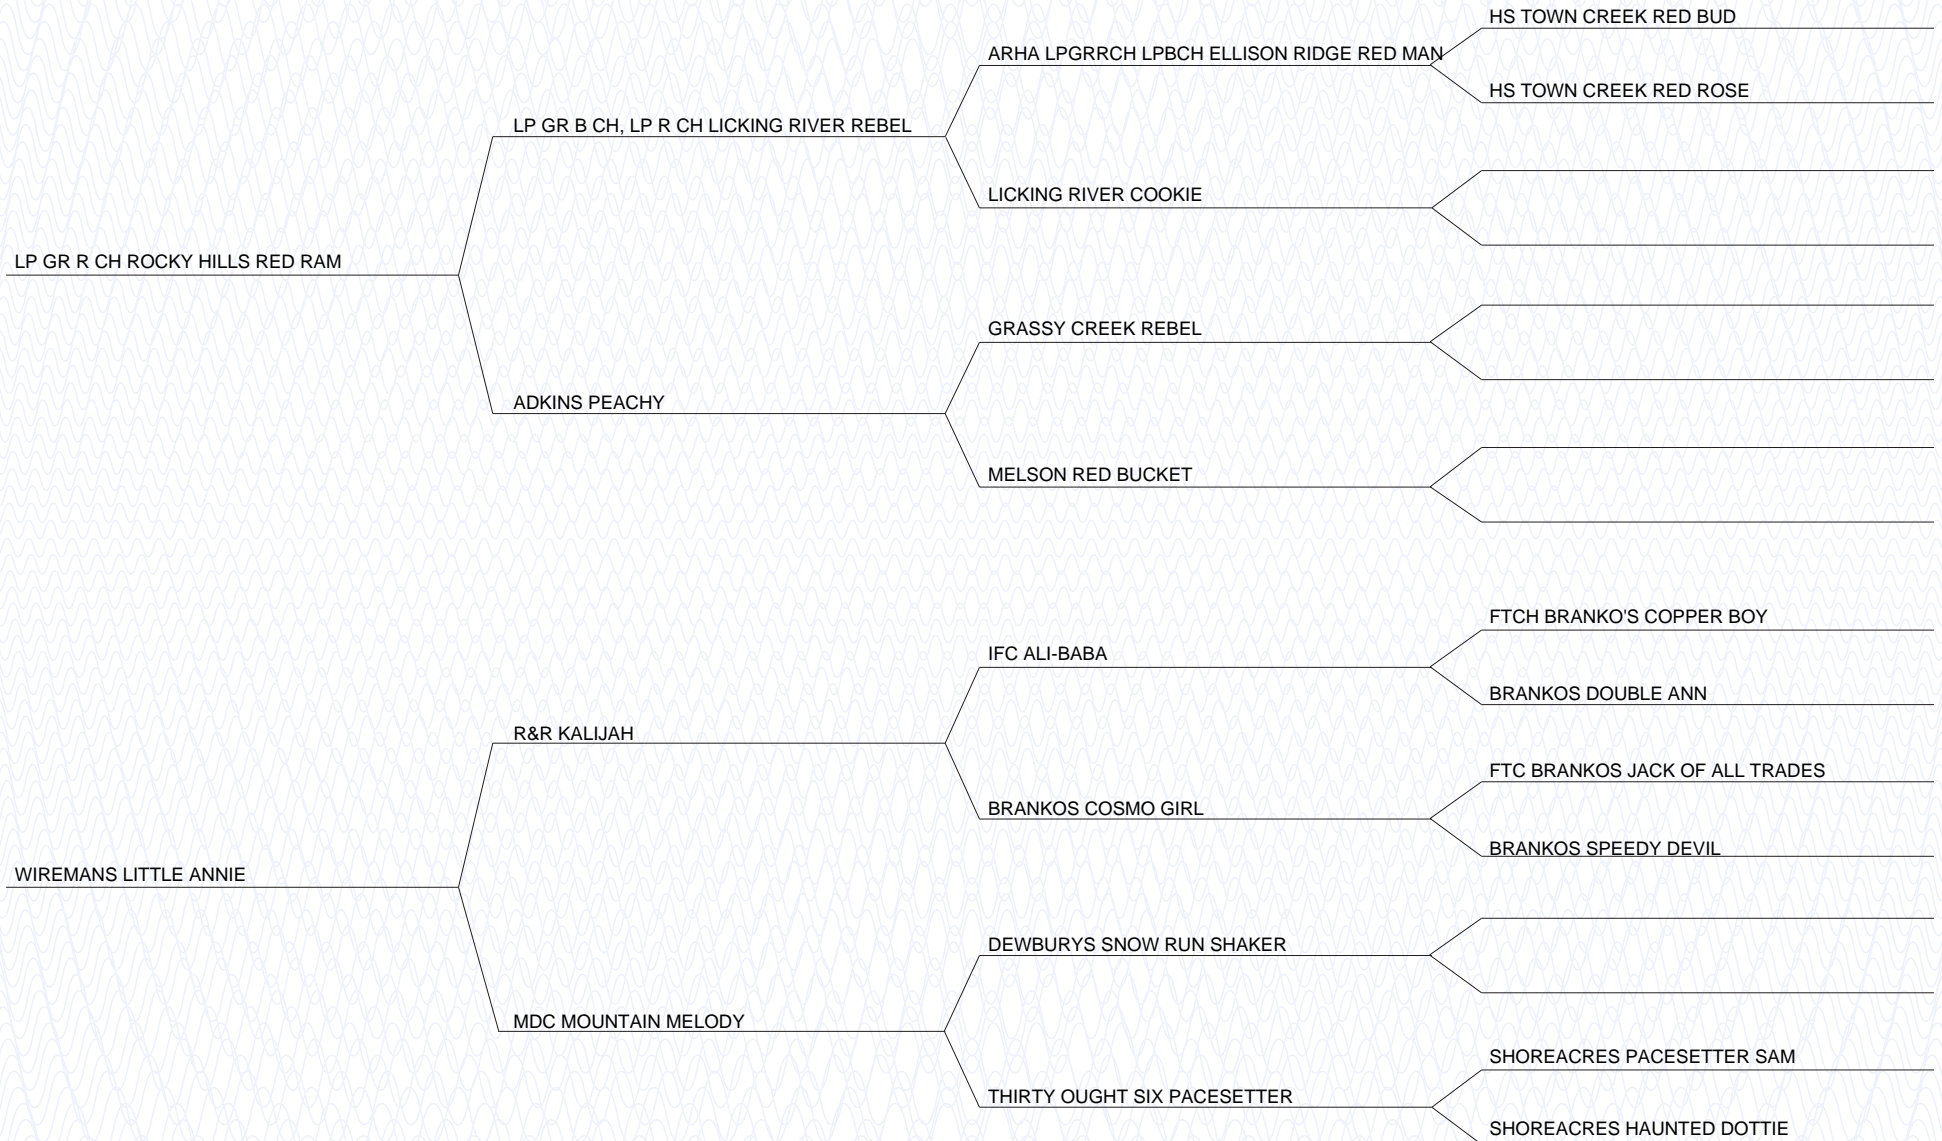 HS TOWN CREEK RED BUD
ARHA LPGRRCH LPBCH ELLISON RIDGE RED MAN
HS TOWN CREEK RED ROSE
LP GR B CH, LP R CH LICKING RIVER REBEL
LICKING RIVER COOKIE
LP GR R CH ROCKY HILLS RED RAM
GRASSY CREEK REBEL
ADKINS PEACHY
MELSON RED BUCKET
FTCH BRANKO'S COPPER BOY
IFC ALI-BABA
BRANKOS DOUBLE ANN
R&R KALIJAH
FTC BRANKOS JACK OF ALL TRADES
BRANKOS COSMO GIRL
BRANKOS SPEEDY DEVIL
WIREMANS LITTLE ANNIE
DEWBURYS SNOW RUN SHAKER
MDC MOUNTAIN MELODY
SHOREACRES PACESETTER SAM
THIRTY OUGHT SIX PACESETTER
SHOREACRES HAUNTED DOTTIE